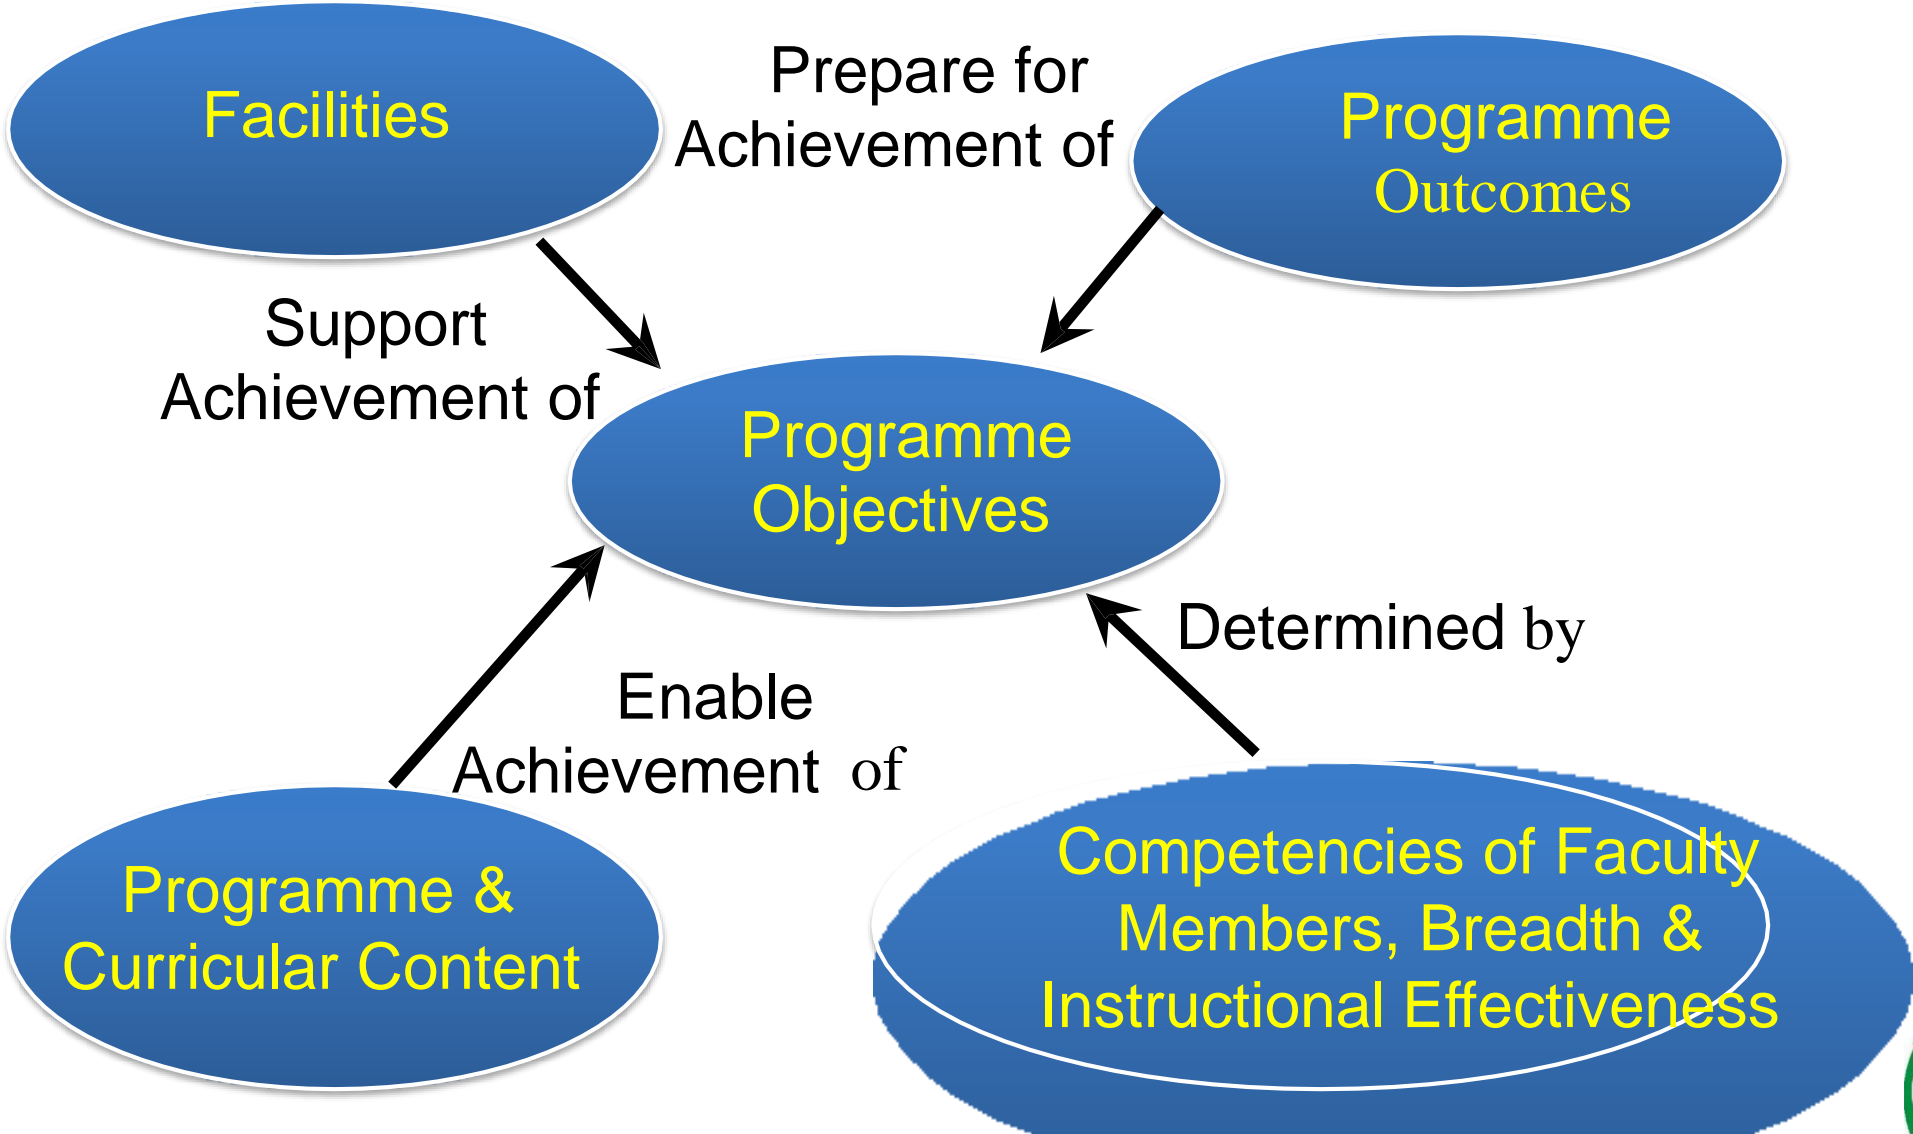 Facilities
Prepare for
Achievement of
Programme
Outcomes
Support
Achievement of
Programme
Objectives
Determined by
Enable
Achievement of
Programme &
Curricular Content
Competencies of Faculty
Members, Breadth &
Instructional Effectiveness